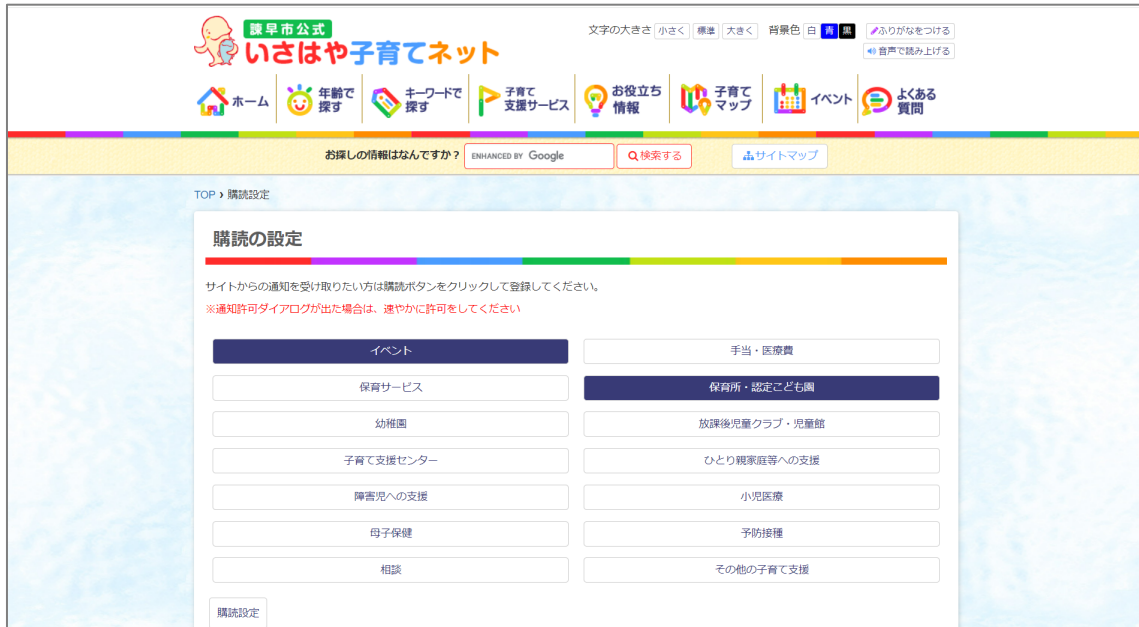 諫早市公式
いさはや子育てネット
文字の大きさ 小さく 標準 大きく 背景色 白 青 黒 ふりがなをつける
音声で読み上げる
ホーム
年齢で探す
キーワードで探す
子育て支援サービス
お役立ち情報
子育てマップ
イベント
よくある質問
お探しの情報はなんですか? ENHANCED BY Google 検索する サイトマップ
TOP › 購読設定
購読の設定
サイトからの通知を受け取りたい方は購読ボタンをクリックして登録してください。
※通知許可ダイアログが出た場合は、速やかに許可をしてください
イベント 手当・医療費
保育サービス 保育所・認定こども園
幼稚園 放課後児童クラブ・児童館
子育て支援センター ひとり親家庭等への支援
障害児への支援 小児医療
母子保健 予防接種
相談 その他の子育て支援
購読設定